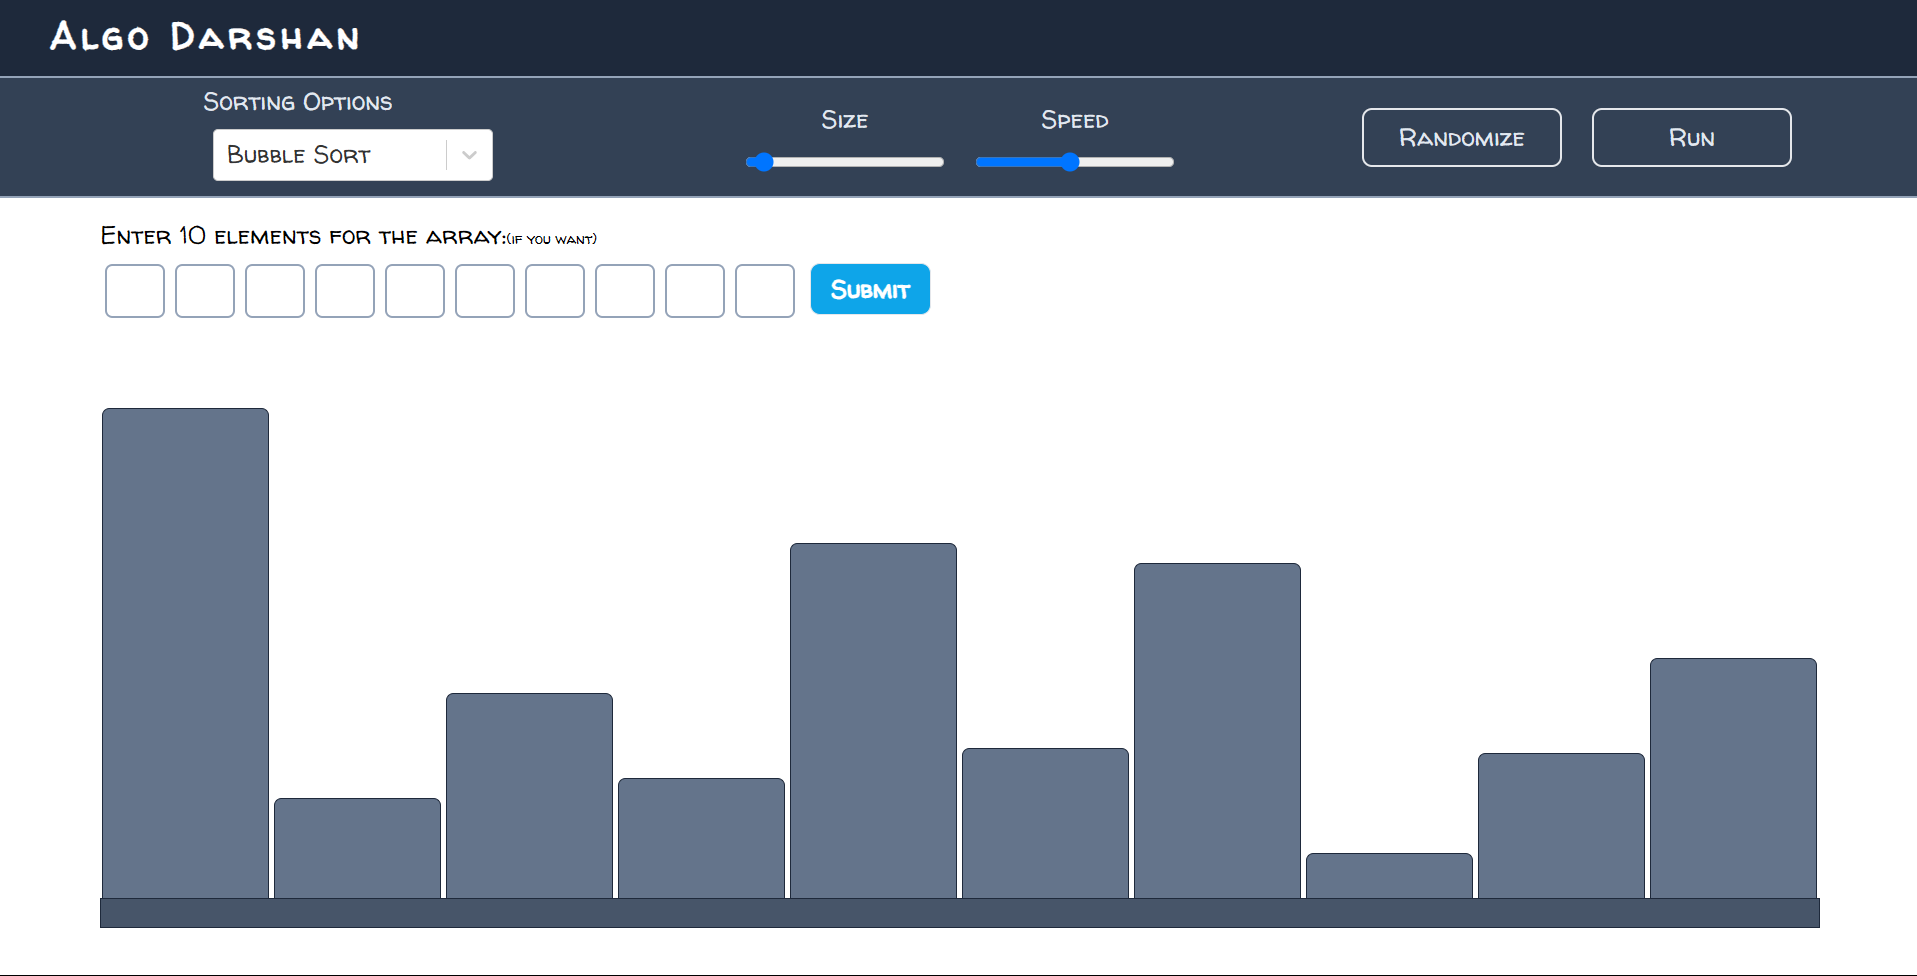 Algo Darshan
Sorting Options
Bubble Sort
Size
Speed
Randomize
Run
Enter 10 elements for the array:(if you want)
Submit